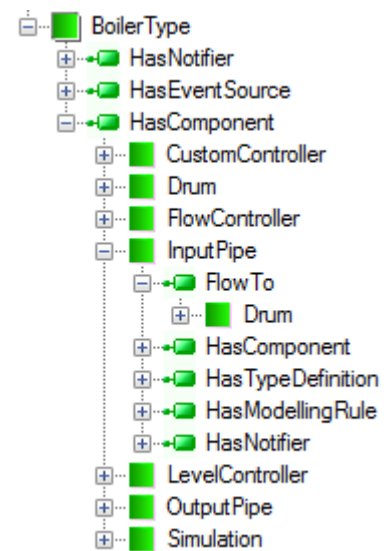 BoilerType
HasNotifier
HasEventSource
HasComponent
CustomController
Drum
FlowController
InputPipe
FlowTo
Drum
HasComponent
HasTypeDefinition
HasModellingRule
HasNotifier
LevelController
OutputPipe
Simulation